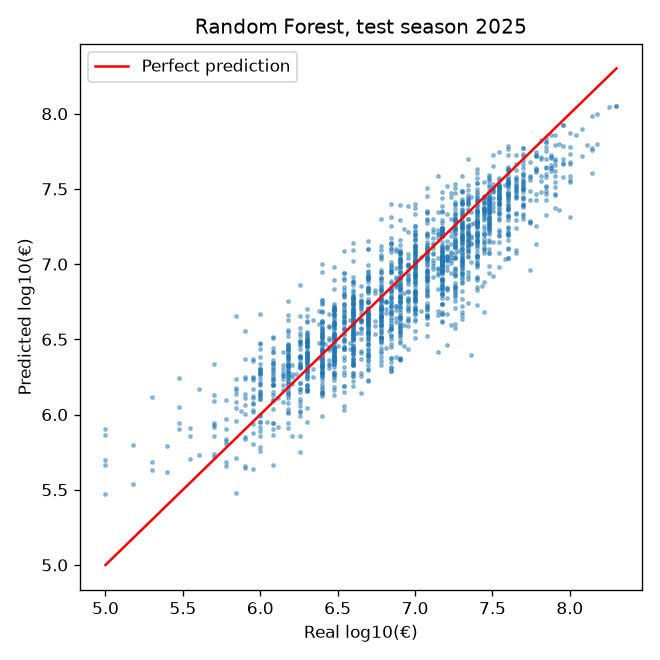 Random Forest, test season 2025
Perfect prediction
Predicted log10(€)
8.0
7.5
7.0
6.5
6.0
5.5
5.0
5.0 5.5 6.0 6.5 7.0 7.5 8.0
Real log10(€)